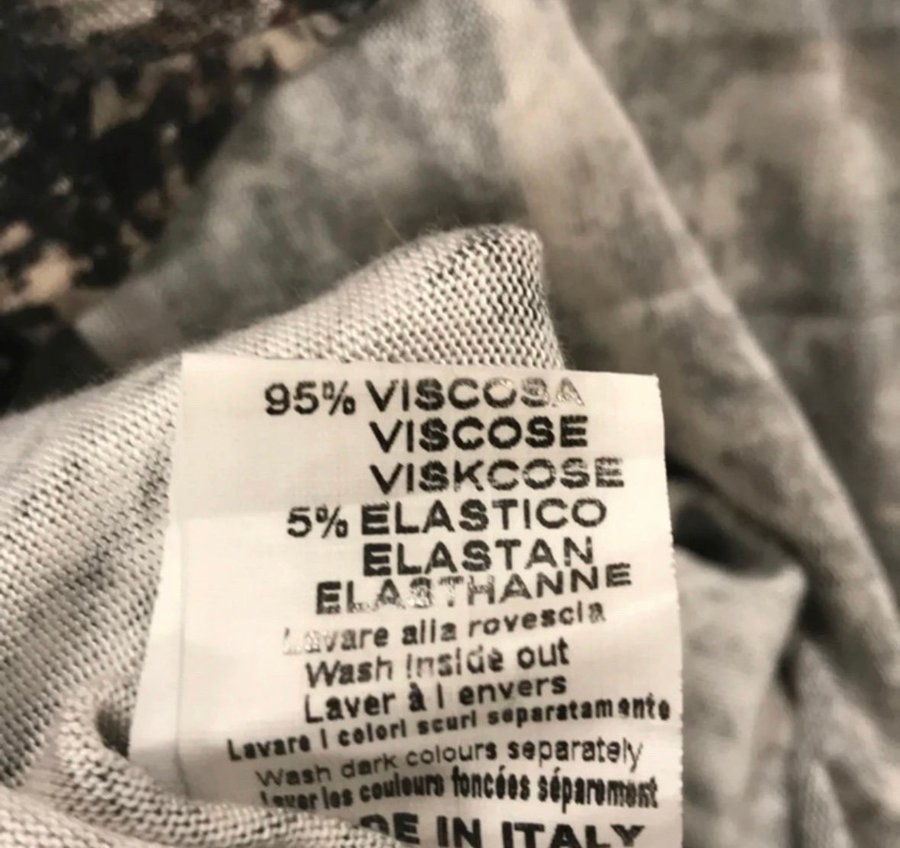 95% VISCOSA
VISCOSE
VISKCOSE
5% ELASTICO
ELASTAN
ELASTHANNE
Lavare alla rovescia
Wash inside out
Laver à l envers
Lavare I colori scuri separatamente
Wash dark colours separately
Laver les couleurs foncées séparement
DE IN ITALY